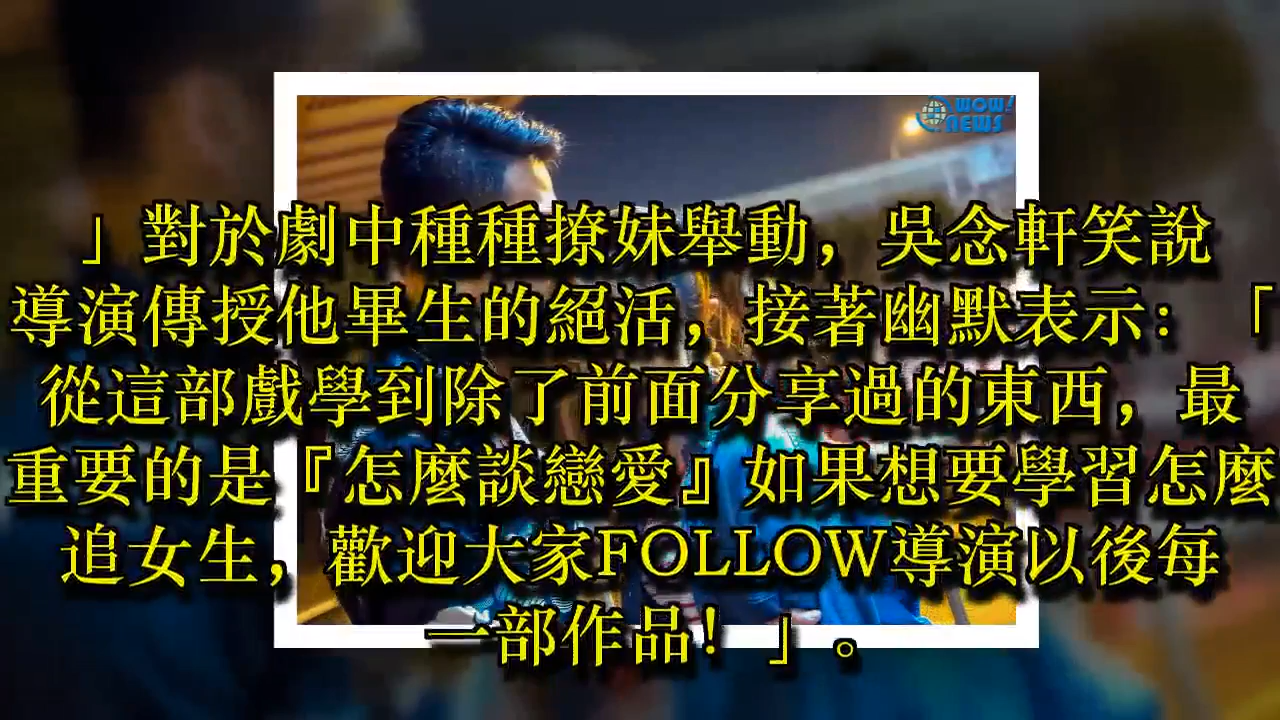 WOW!
NEWS
」對於劇中種種撩妹舉動，吳念軒笑說
導演傳授他畢生的絕活，接著幽默表示：「
從這部戲學到除了前面分享過的東西，最
重要的是『怎麼談戀愛』如果想要學習怎麼
追女生，歡迎大家FOLLOW導演以後每
一部作品！」。